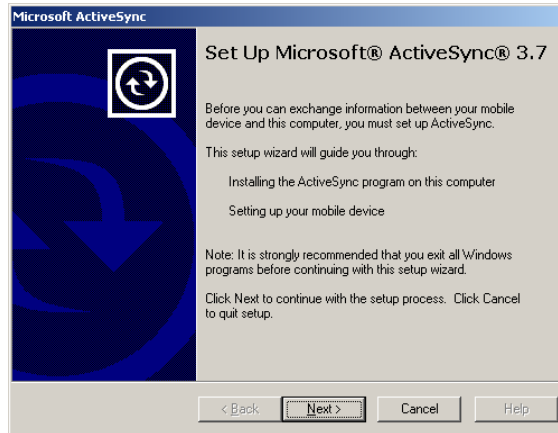 Microsoft ActiveSync
Set Up Microsoft® ActiveSync® 3.7
Before you can exchange information between your mobile
device and this computer, you must set up ActiveSync.
This setup wizard will guide you through:
Installing the ActiveSync program on this computer
Setting up your mobile device
Note: It is strongly recommended that you exit all Windows
programs before continuing with this setup wizard.
Click Next to continue with the setup process. Click Cancel
to quit setup.
< Back Next > Cancel Help